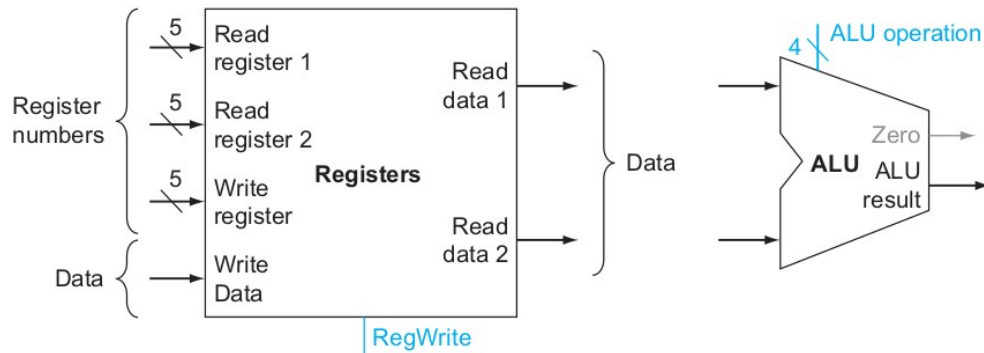 5
Read
register 1
5
Read
register 2
5
Write
register
Write
Data
Register
numbers
Data
Registers
Read
data 1
Read
data 2
Data
RegWrite
4
ALU operation
Zero
ALU
ALU
result